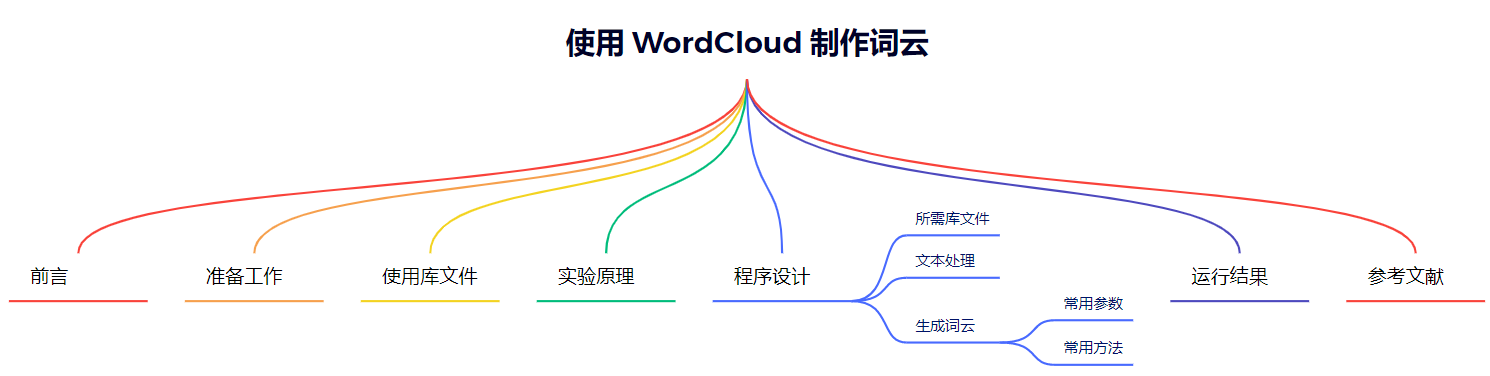 使用 WordCloud 制作词云
前言
准备工作
使用库文件
实验原理
程序设计
所需库文件
文本处理
生成词云
常用参数
常用方法
运行结果
参考文献